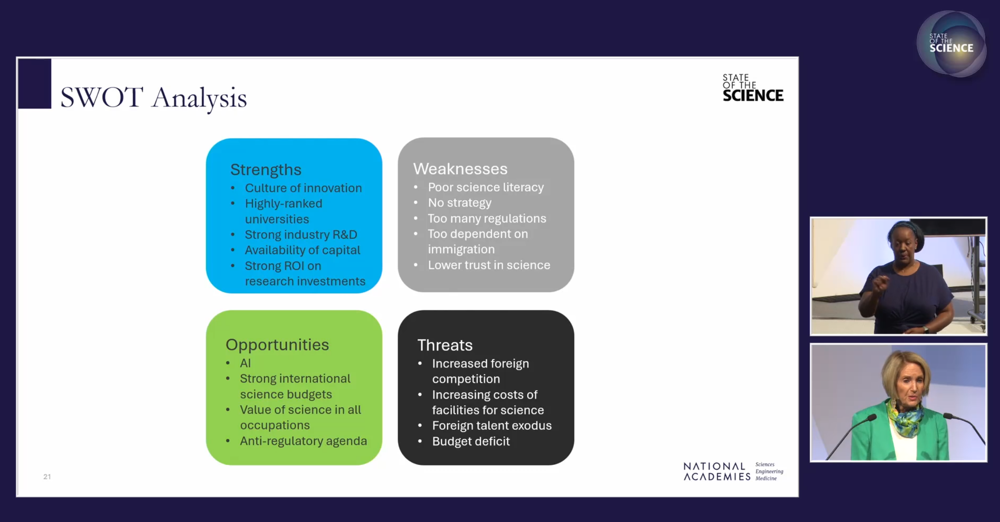 STATE
OF THE
SCIENCE
SWOT Analysis
STATE
OF THE
SCIENCE
Strengths
• Culture of innovation
• Highly-ranked
universities
• Strong industry R&D
• Availability of capital
• Strong ROI on
research investments
Weaknesses
• Poor science literacy
• No strategy
• Too many regulations
• Too dependent on
immigration
• Lower trust in science
Opportunities
• AI
• Strong international
science budgets
• Value of science in all
occupations
• Anti-regulatory agenda
Threats
• Increased foreign
competition
• Increasing costs of
facilities for science
• Foreign talent exodus
• Budget deficit
21
NATIONAL
ACADEMIES
Sciences
Engineering
Medicine